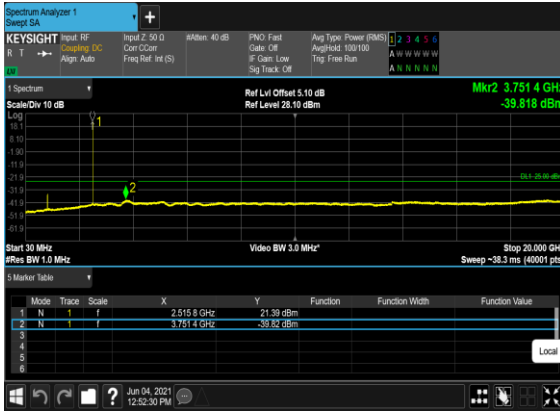 Spectrum Analyzer 1
Swept SA
+
KEYSIGHT Input: RF Input Z: 50 Ω #Atten: 40 dB PNO: Fast Avg Type: Power (RMS) 1 2 3 4 5 6
R T Coupling: DC Corr CCorr Gate: Off Avg|Hold: 100/100 A W W W W W
Align: Auto Freq Ref: Int (S) IF Gain: Low Trig: Free Run
Sig Track: Off A N N N N N
1 Spectrum Ref Lvl Offset 5.10 dB Mkr2 3.751 4 GHz
Scale/Div 10 dB Ref Level 28.10 dBm -39.818 dBm
Log
18.1
8.10
-1.90
-11.9
-21.9
-31.9
-41.9
-51.9
-61.9
1
2
DL1 -25.00 dBm
Start 30 MHz Video BW 3.0 MHz* Stop 20.000 GH
#Res BW 1.0 MHz Sweep ~38.3 ms (40001 pts
5 Marker Table
Mode Trace Scale X Y Function Function Width Function Value
1 N 1 f 2.515 8 GHz 21.39 dBm
2 N 1 f 3.751 4 GHz -39.82 dBm
3
4
5
6
Local
? Jun 04, 2021
12:52:30 PM